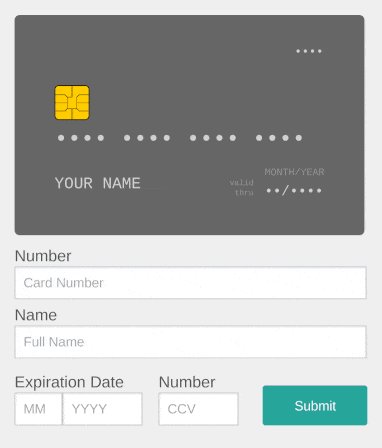 ••••
•••• •••• •••• ••••
MONTH/YEAR
YOUR NAME
valid
thru
••/••••
Number
Card Number
Name
Full Name
Expiration Date
Number
MM
YYYY
CCV
Submit